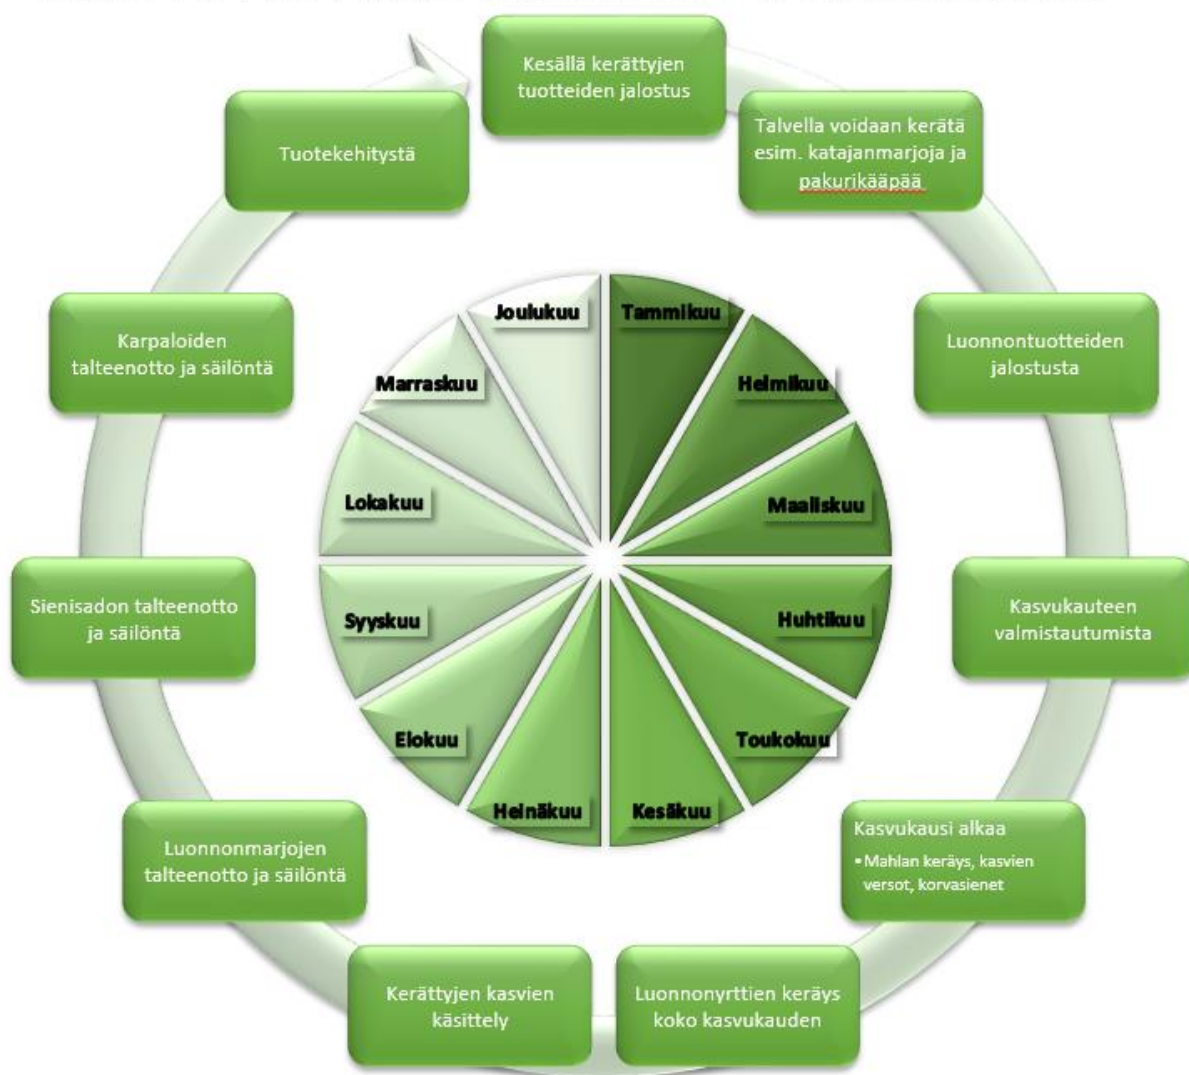 Kesällä kerättyjen
tuotteiden jalostus
Talvella voidaan kerätä
esim. katajanmarjoja ja
pakurikääpää
Luonnontuotteiden
jalostusta
Kasvukauteen
valmistautumista
Kasvukausi alkaa
▪ Mahlan keräys, kasvien
versot, korvasienet
Luonnonyrttien keräys
koko kasvukauden
Kerättyjen kasvien
käsittely
Luonnonmarjojen
talteenotto ja säilöntä
Sienisadon talteenotto
ja säilöntä
Karpaloiden
talteenotto ja säilöntä
Tuotekehitystä
Tammikuu
Helmikuu
Maaliskuu
Huhtikuu
Toukokuu
Kesäkuu
Heinäkuu
Elokuu
Syyskuu
Lokakuu
Marraskuu
Joulukuu